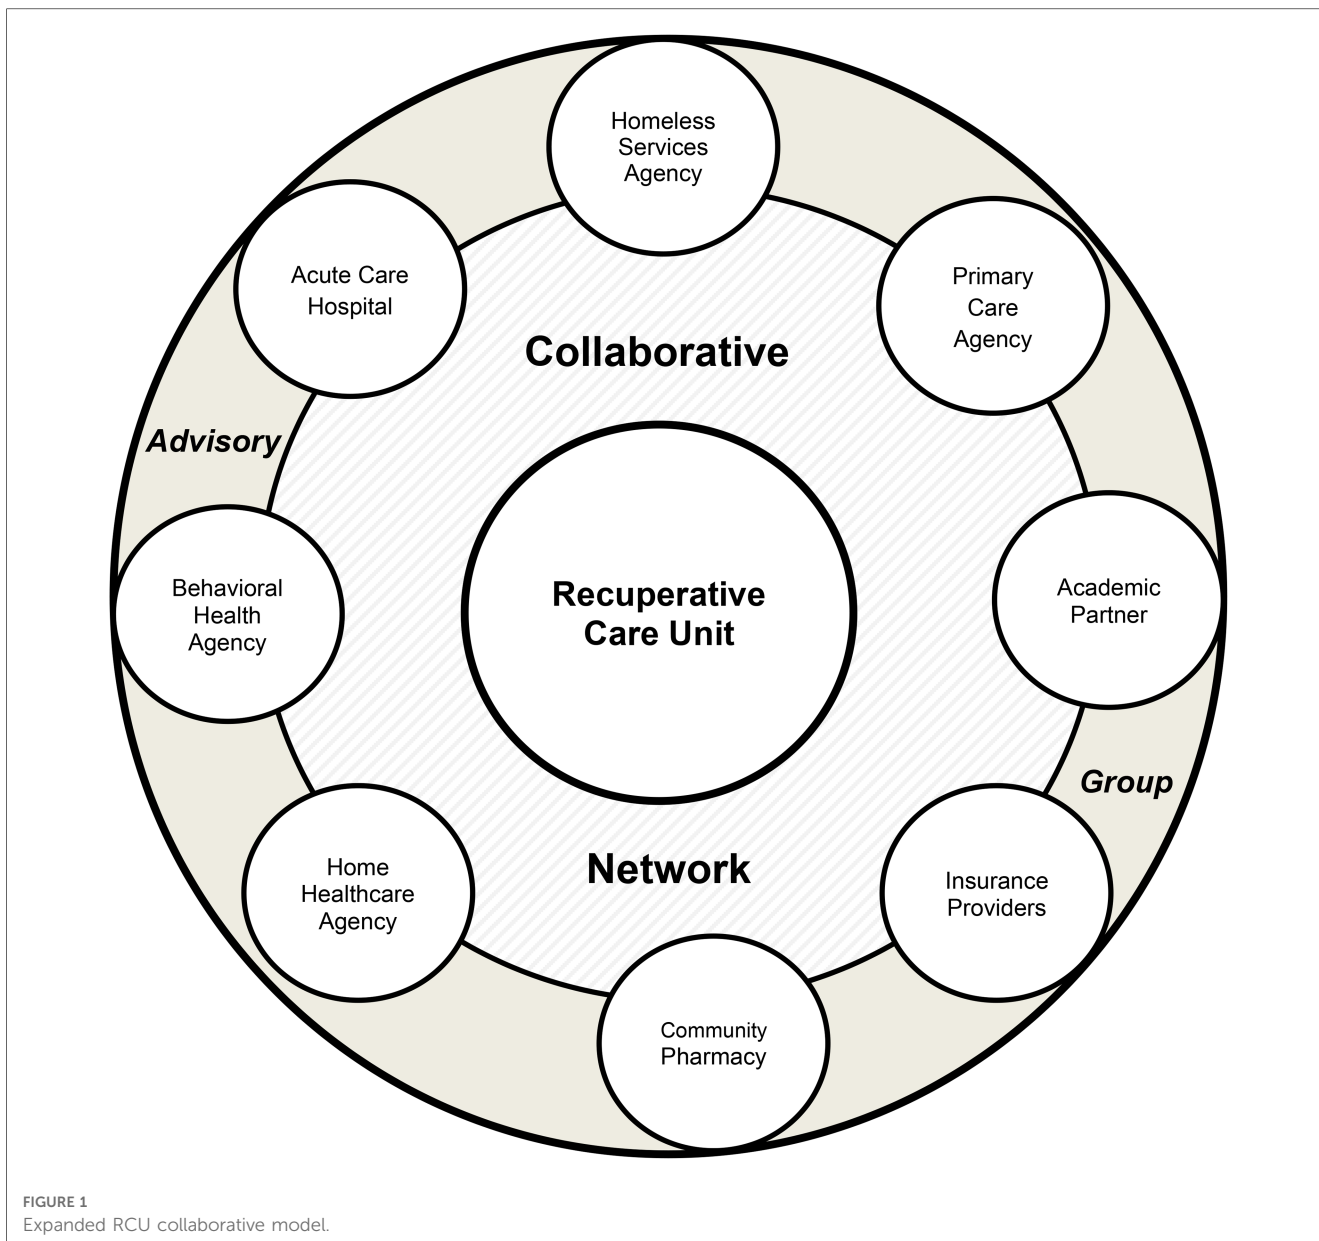 Homeless
Services
Agency
Acute Care
Hospital
Primary
Care
Agency
Collaborative
Advisory
Behavioral
Health
Agency
Recuperative
Care Unit
Academic
Partner
Group
Home
Healthcare
Agency
Network
Insurance
Providers
Community
Pharmacy
FIGURE 1
Expanded RCU collaborative model.